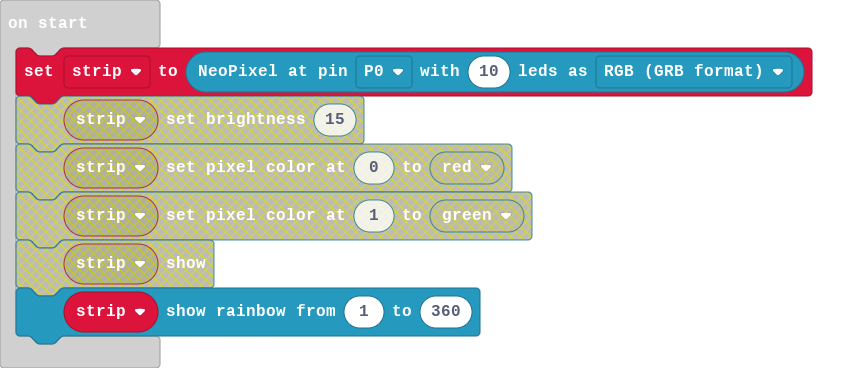 on start
set strip to NeoPixel at pin P0 with 10 leds as RGB (GRB format)
strip set brightness 15
strip set pixel color at 0 to red
strip set pixel color at 1 to green
strip show
strip show rainbow from 1 to 360